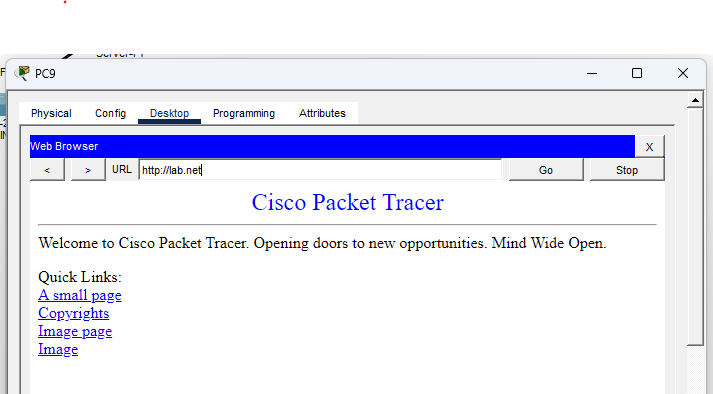 Server-PT
PC9
Physical Config Desktop Programming Attributes
Web Browser
X
< > URL http://lab.net Go Stop
Cisco Packet Tracer
Welcome to Cisco Packet Tracer. Opening doors to new opportunities. Mind Wide Open.
Quick Links:
A small page
Copyrights
Image page
Image